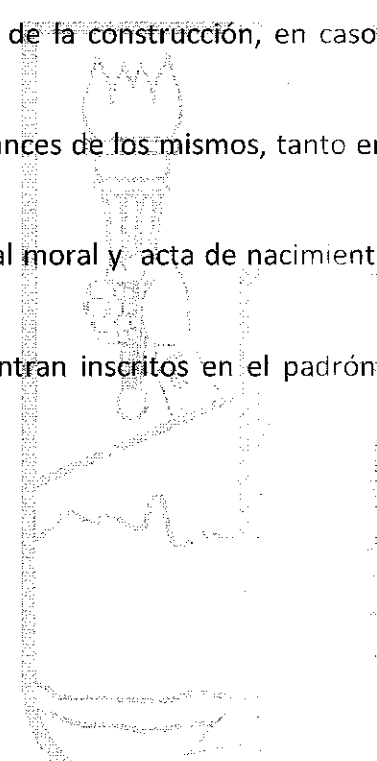 de la construcción, en caso
ances de los mismos, tanto en
al moral y acta de nacimient
ntran inscritos en el padrón